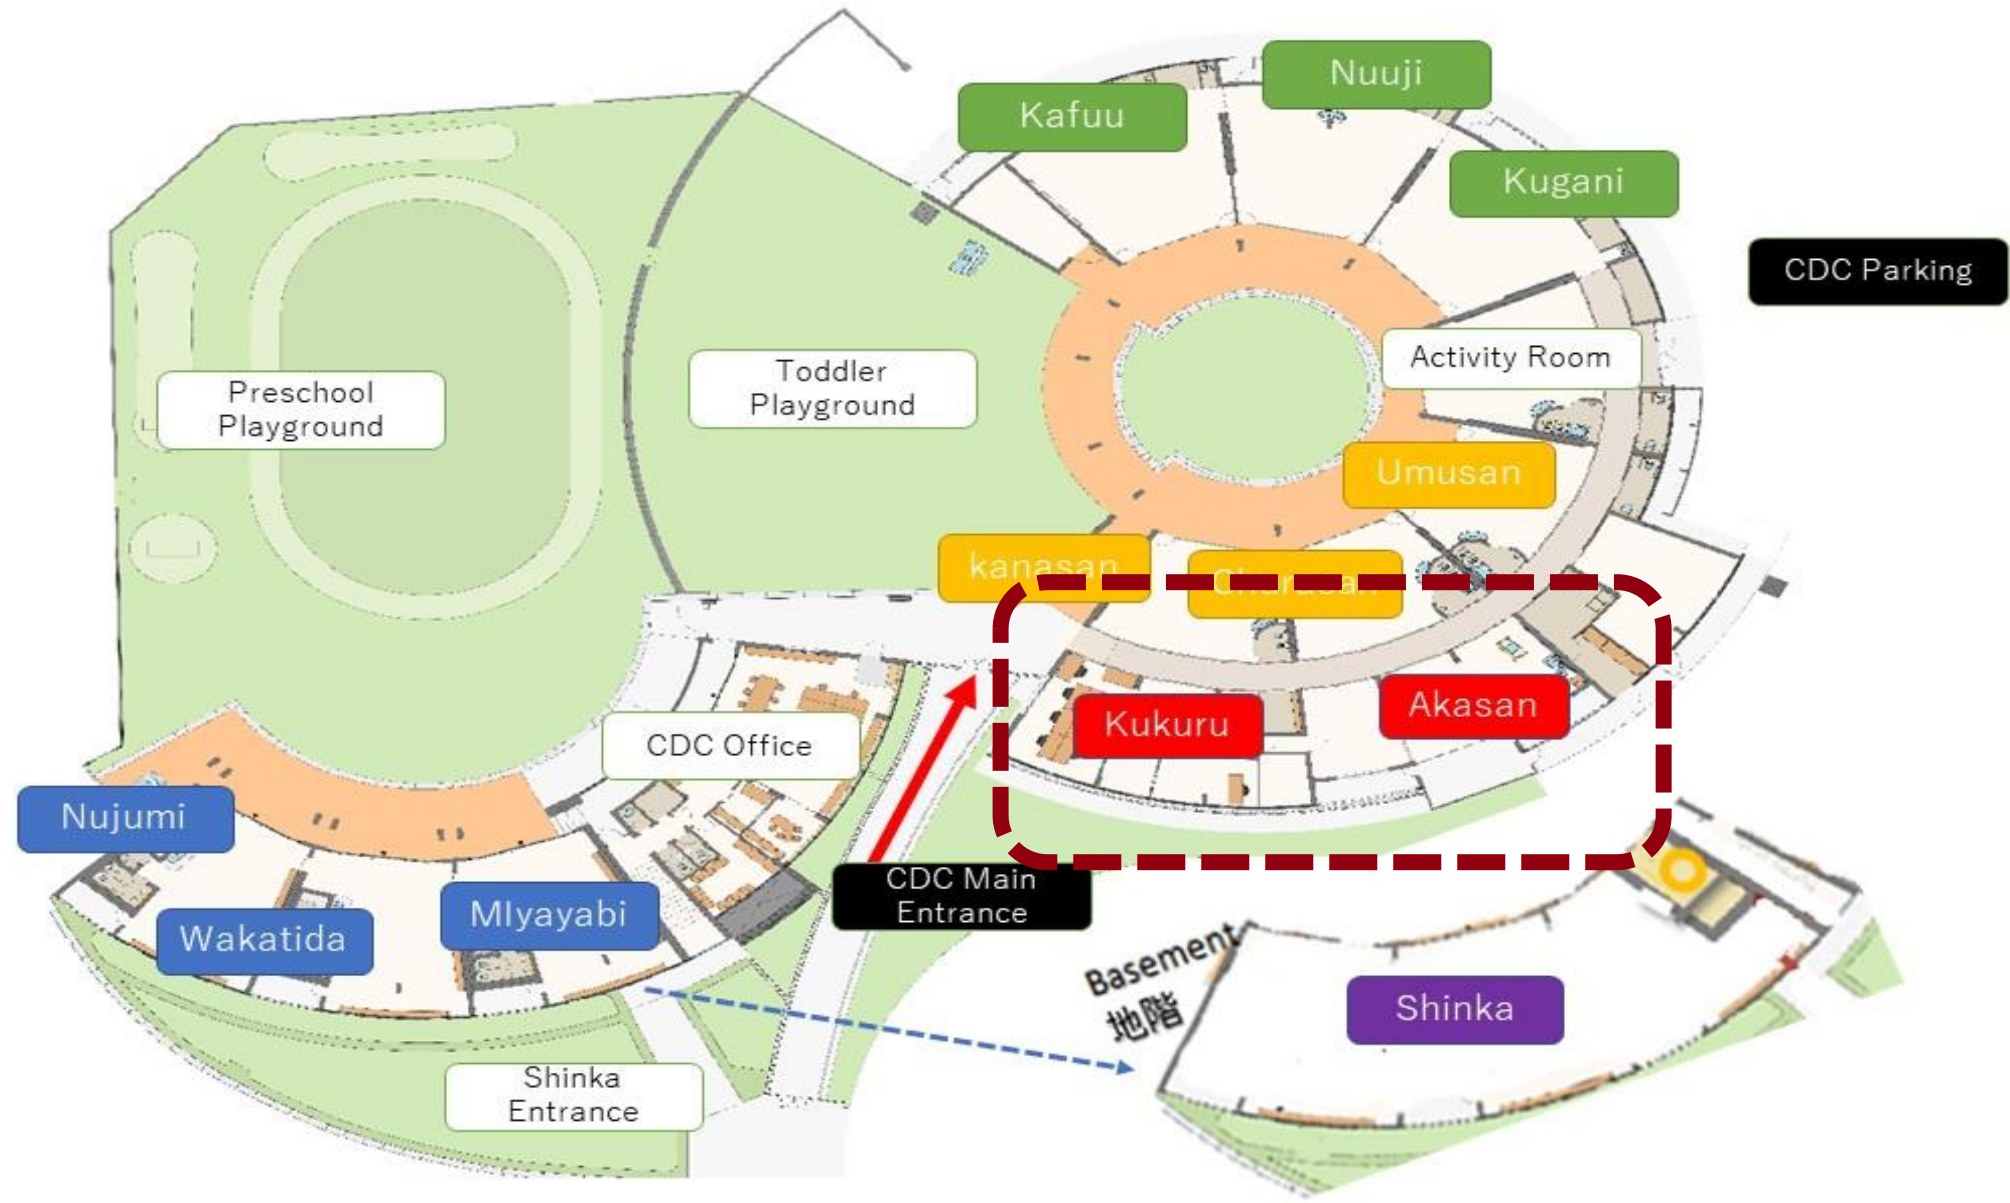 Nuuji
Kafuu
Kugani
CDC Parking
Activity Room
Toddler
Playground
Preschool
Playground
Umusan
kanasan
Churasan
Akasan
Kukuru
CDC Office
Nujumi
CDC Main
Entrance
MIyayabi
Wakatida
Basement
地階
Shinka
Shinka
Entrance